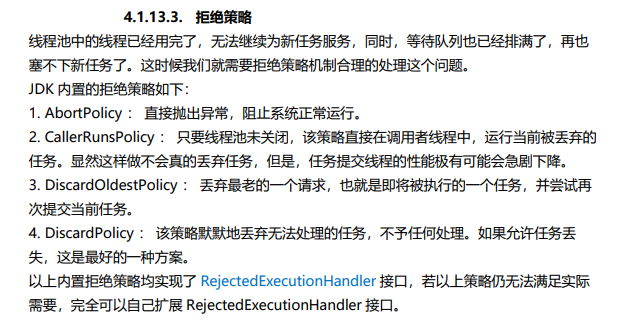 4.1.13.3. 拒绝策略
线程池中的线程已经用完了，无法继续为新任务服务，同时，等待队列也已经排满了，再也
塞不下新任务了。这时候我们就需要拒绝策略机制合理的处理这个问题。
JDK 内置的拒绝策略如下：
1. AbortPolicy ： 直接抛出异常，阻止系统正常运行。
2. CallerRunsPolicy ： 只要线程池未关闭，该策略直接在调用者线程中，运行当前被丢弃的
任务。显然这样做不会真的丢弃任务，但是，任务提交线程的性能极有可能会急剧下降。
3. DiscardOldestPolicy ： 丢弃最老的一个请求，也就是即将被执行的一个任务，并尝试再
次提交当前任务。
4. DiscardPolicy ： 该策略默默地丢弃无法处理的任务，不予任何处理。如果允许任务丢
失，这是最好的一种方案。
以上内置拒绝策略均实现了 RejectedExecutionHandler 接口，若以上策略仍无法满足实际
需要，完全可以自己扩展 RejectedExecutionHandler 接口。